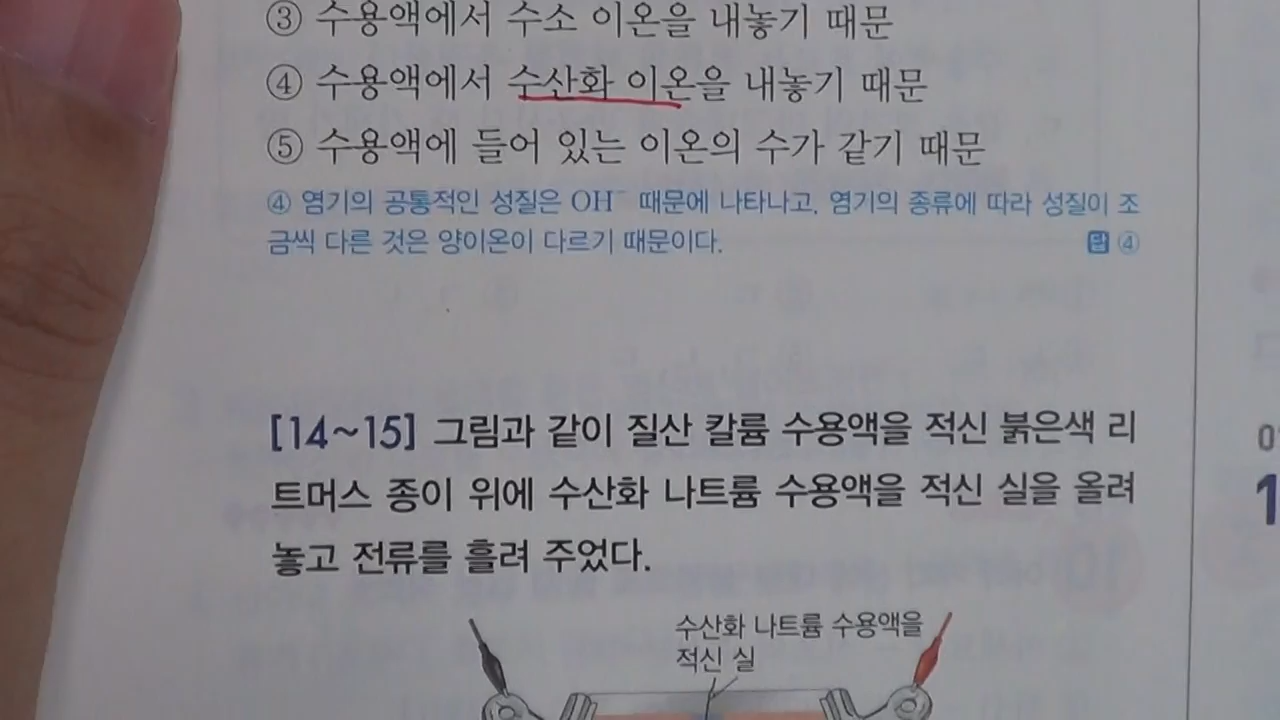 ③ 수용액에서 수소 이온을 내놓기 때문
④ 수용액에서 수산화 이온을 내놓기 때문
⑤ 수용액에 들어 있는 이온의 수가 같기 때문
④ 염기의 공통적인 성질은 OH⁻ 때문에 나타나고, 염기의 종류에 따라 성질이 조
금씩 다른 것은 양이온이 다르기 때문이다. 답 ④
[14~15] 그림과 같이 질산 칼륨 수용액을 적신 붉은색 리
트머스 종이 위에 수산화 나트륨 수용액을 적신 실을 올려
놓고 전류를 흘려 주었다.
수산화 나트륨 수용액을
적신 실